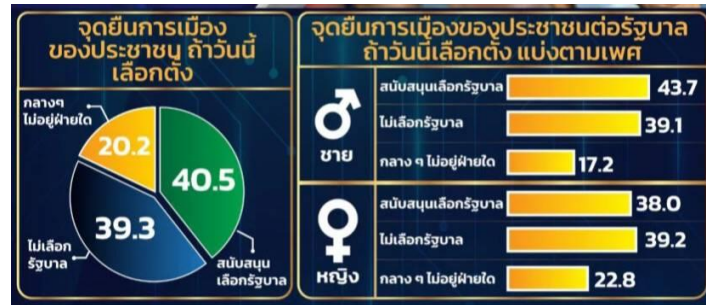 จุดยืนการเมือง
ของประชาชน ถ้าวันนี้
เลือกตั้ง
กลางๆ
ไม่อยู่ฝ่ายใด
20.2
40.5
39.3
ไม่เลือก
รัฐบาล
สนับสนุน
เลือกรัฐบาล
จุดยืนการเมืองของประชาชนต่อรัฐบาล
ถ้าวันนี้เลือกตั้ง แบ่งตามเพศ
ชาย
สนับสนุนเลือกรัฐบาล 43.7
ไม่เลือกรัฐบาล 39.1
กลาง ๆ ไม่อยู่ฝ่ายใด 17.2
หญิง
สนับสนุนเลือกรัฐบาล 38.0
ไม่เลือกรัฐบาล 39.2
กลาง ๆ ไม่อยู่ฝ่ายใด 22.8